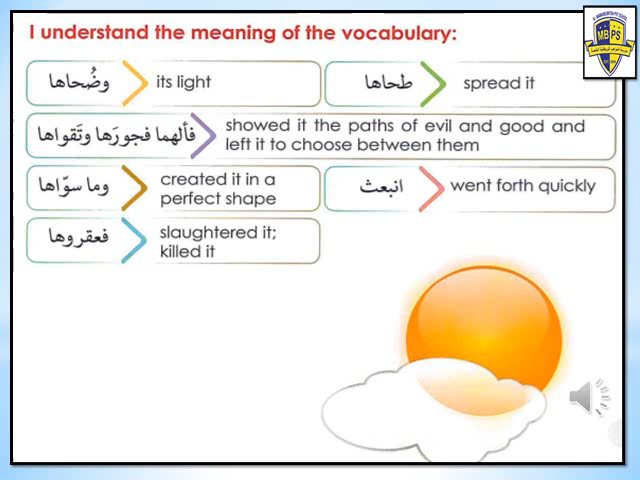 I understand the meaning of the vocabulary:
وضُحاها its light
طحاها spread it
فألهما فجورَها وتَقواها showed it the paths of evil and good and
left it to choose between them
وما سوّاها created it in a
perfect shape
انبعث went forth quickly
فعقروها slaughtered it;
killed it
MB
PS